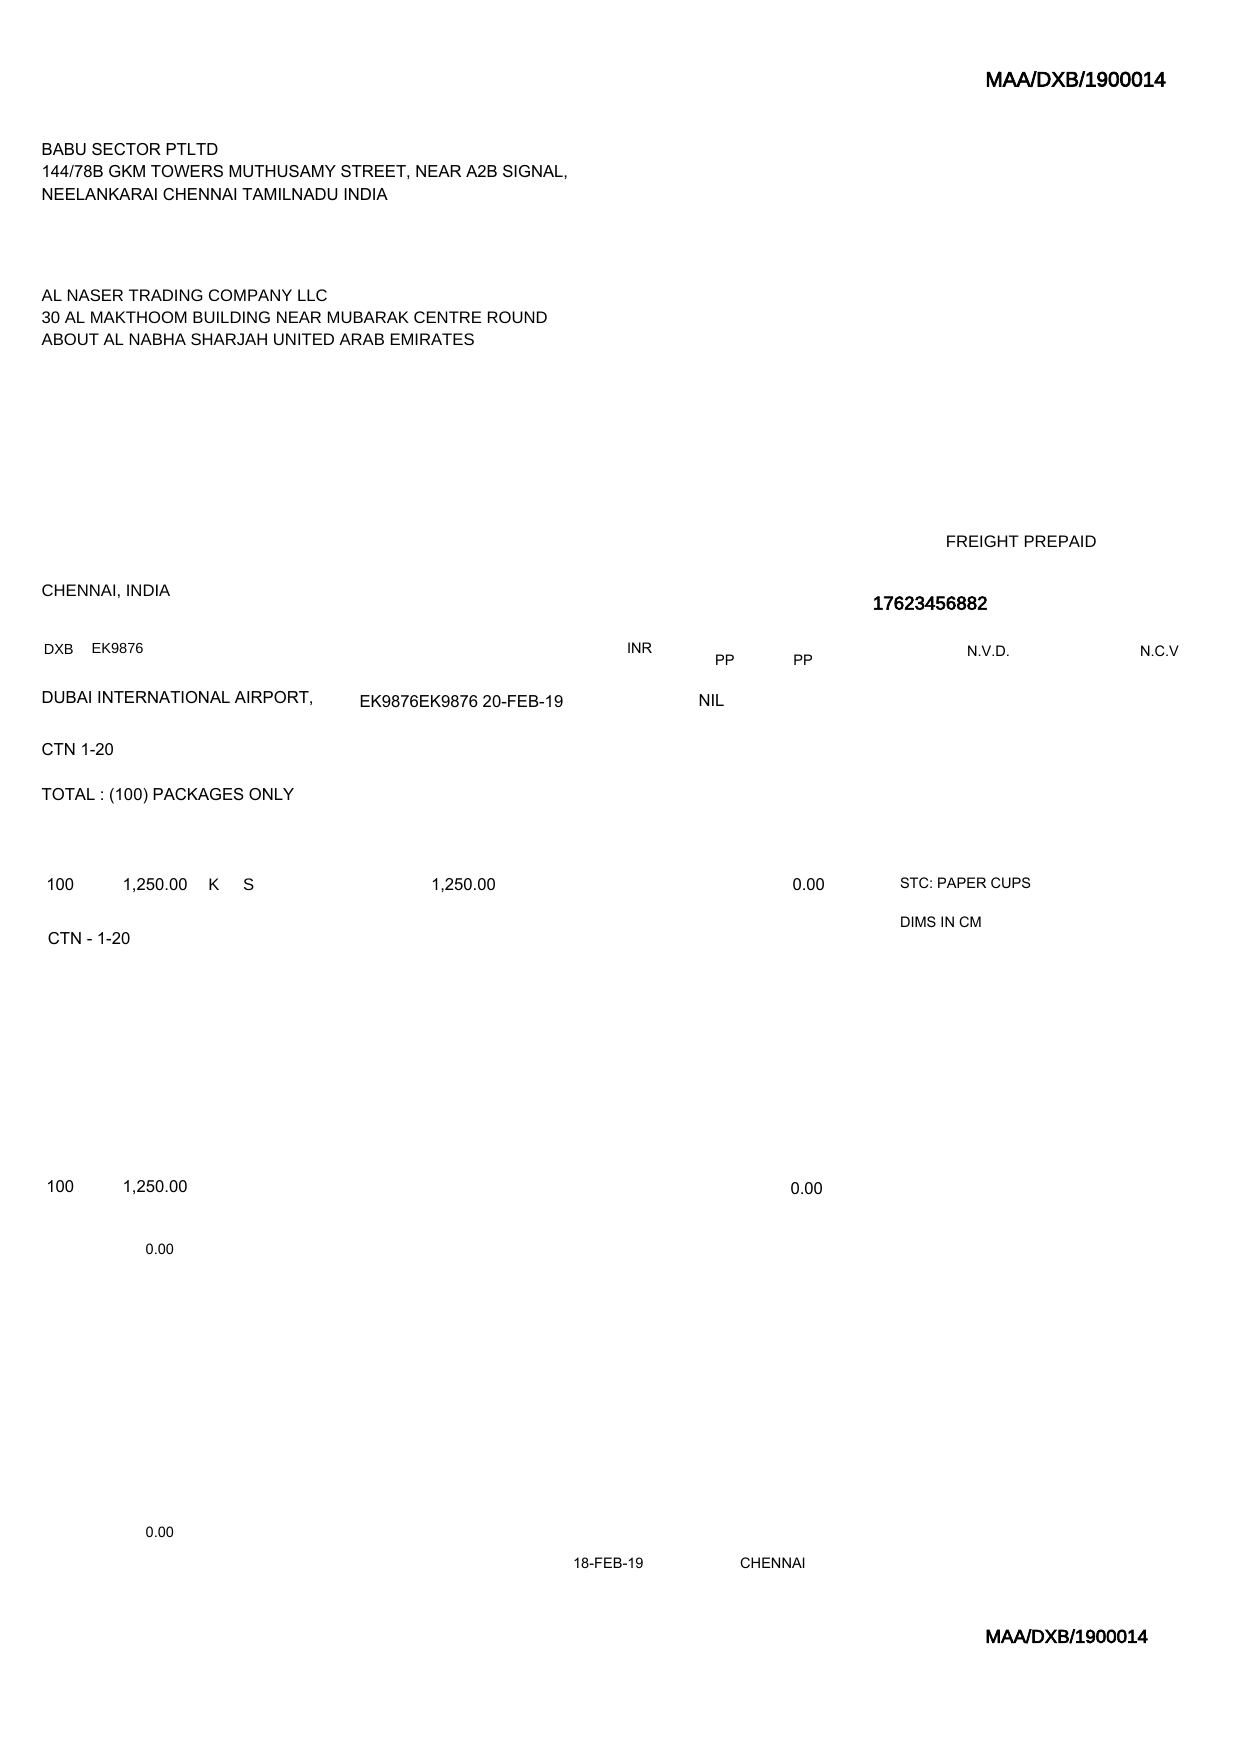 MAA/DXB/1900014
BABU SECTOR PTLTD
144/78B GKM TOWERS MUTHUSAMY STREET, NEAR A2B SIGNAL,
NEELANKARAI CHENNAI TAMILNADU INDIA
AL NASER TRADING COMPANY LLC
30 AL MAKTHOOM BUILDING NEAR MUBARAK CENTRE ROUND
ABOUT AL NABHA SHARJAH UNITED ARAB EMIRATES
FREIGHT PREPAID
CHENNAI, INDIA
17623456882
DXB EK9876 INR PP PP N.V.D. N.C.V
DUBAI INTERNATIONAL AIRPORT, EK9876EK9876 20-FEB-19 NIL
CTN 1-20
TOTAL : (100) PACKAGES ONLY
100 1,250.00 K S 1,250.00 0.00 STC: PAPER CUPS
DIMS IN CM
CTN - 1-20
100 1,250.00 0.00
0.00
0.00
18-FEB-19 CHENNAI
MAA/DXB/1900014